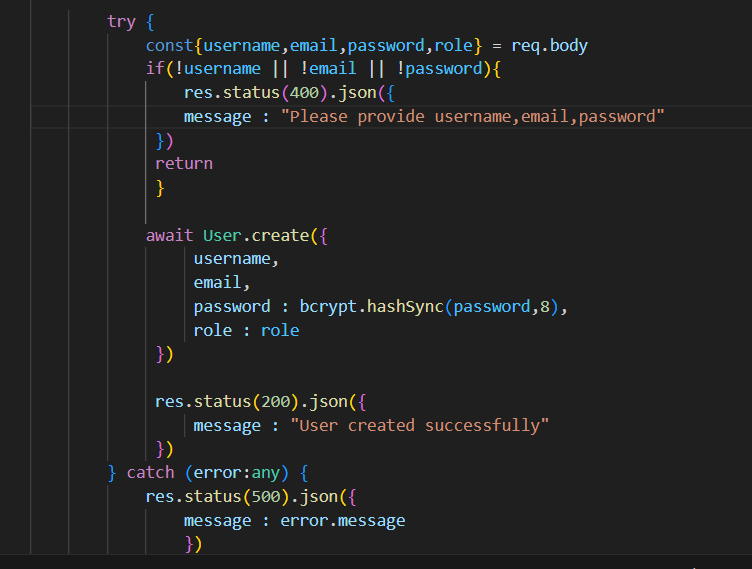 try {
const{username,email,password,role} = req.body
if(!username || !email || !password){
res.status(400).json({
message : "Please provide username,email,password"
})
return
}
await User.create({
username,
email,
password : bcrypt.hashSync(password,8),
role : role
})
res.status(200).json({
message : "User created successfully"
})
} catch (error:any) {
res.status(500).json({
message : error.message
})